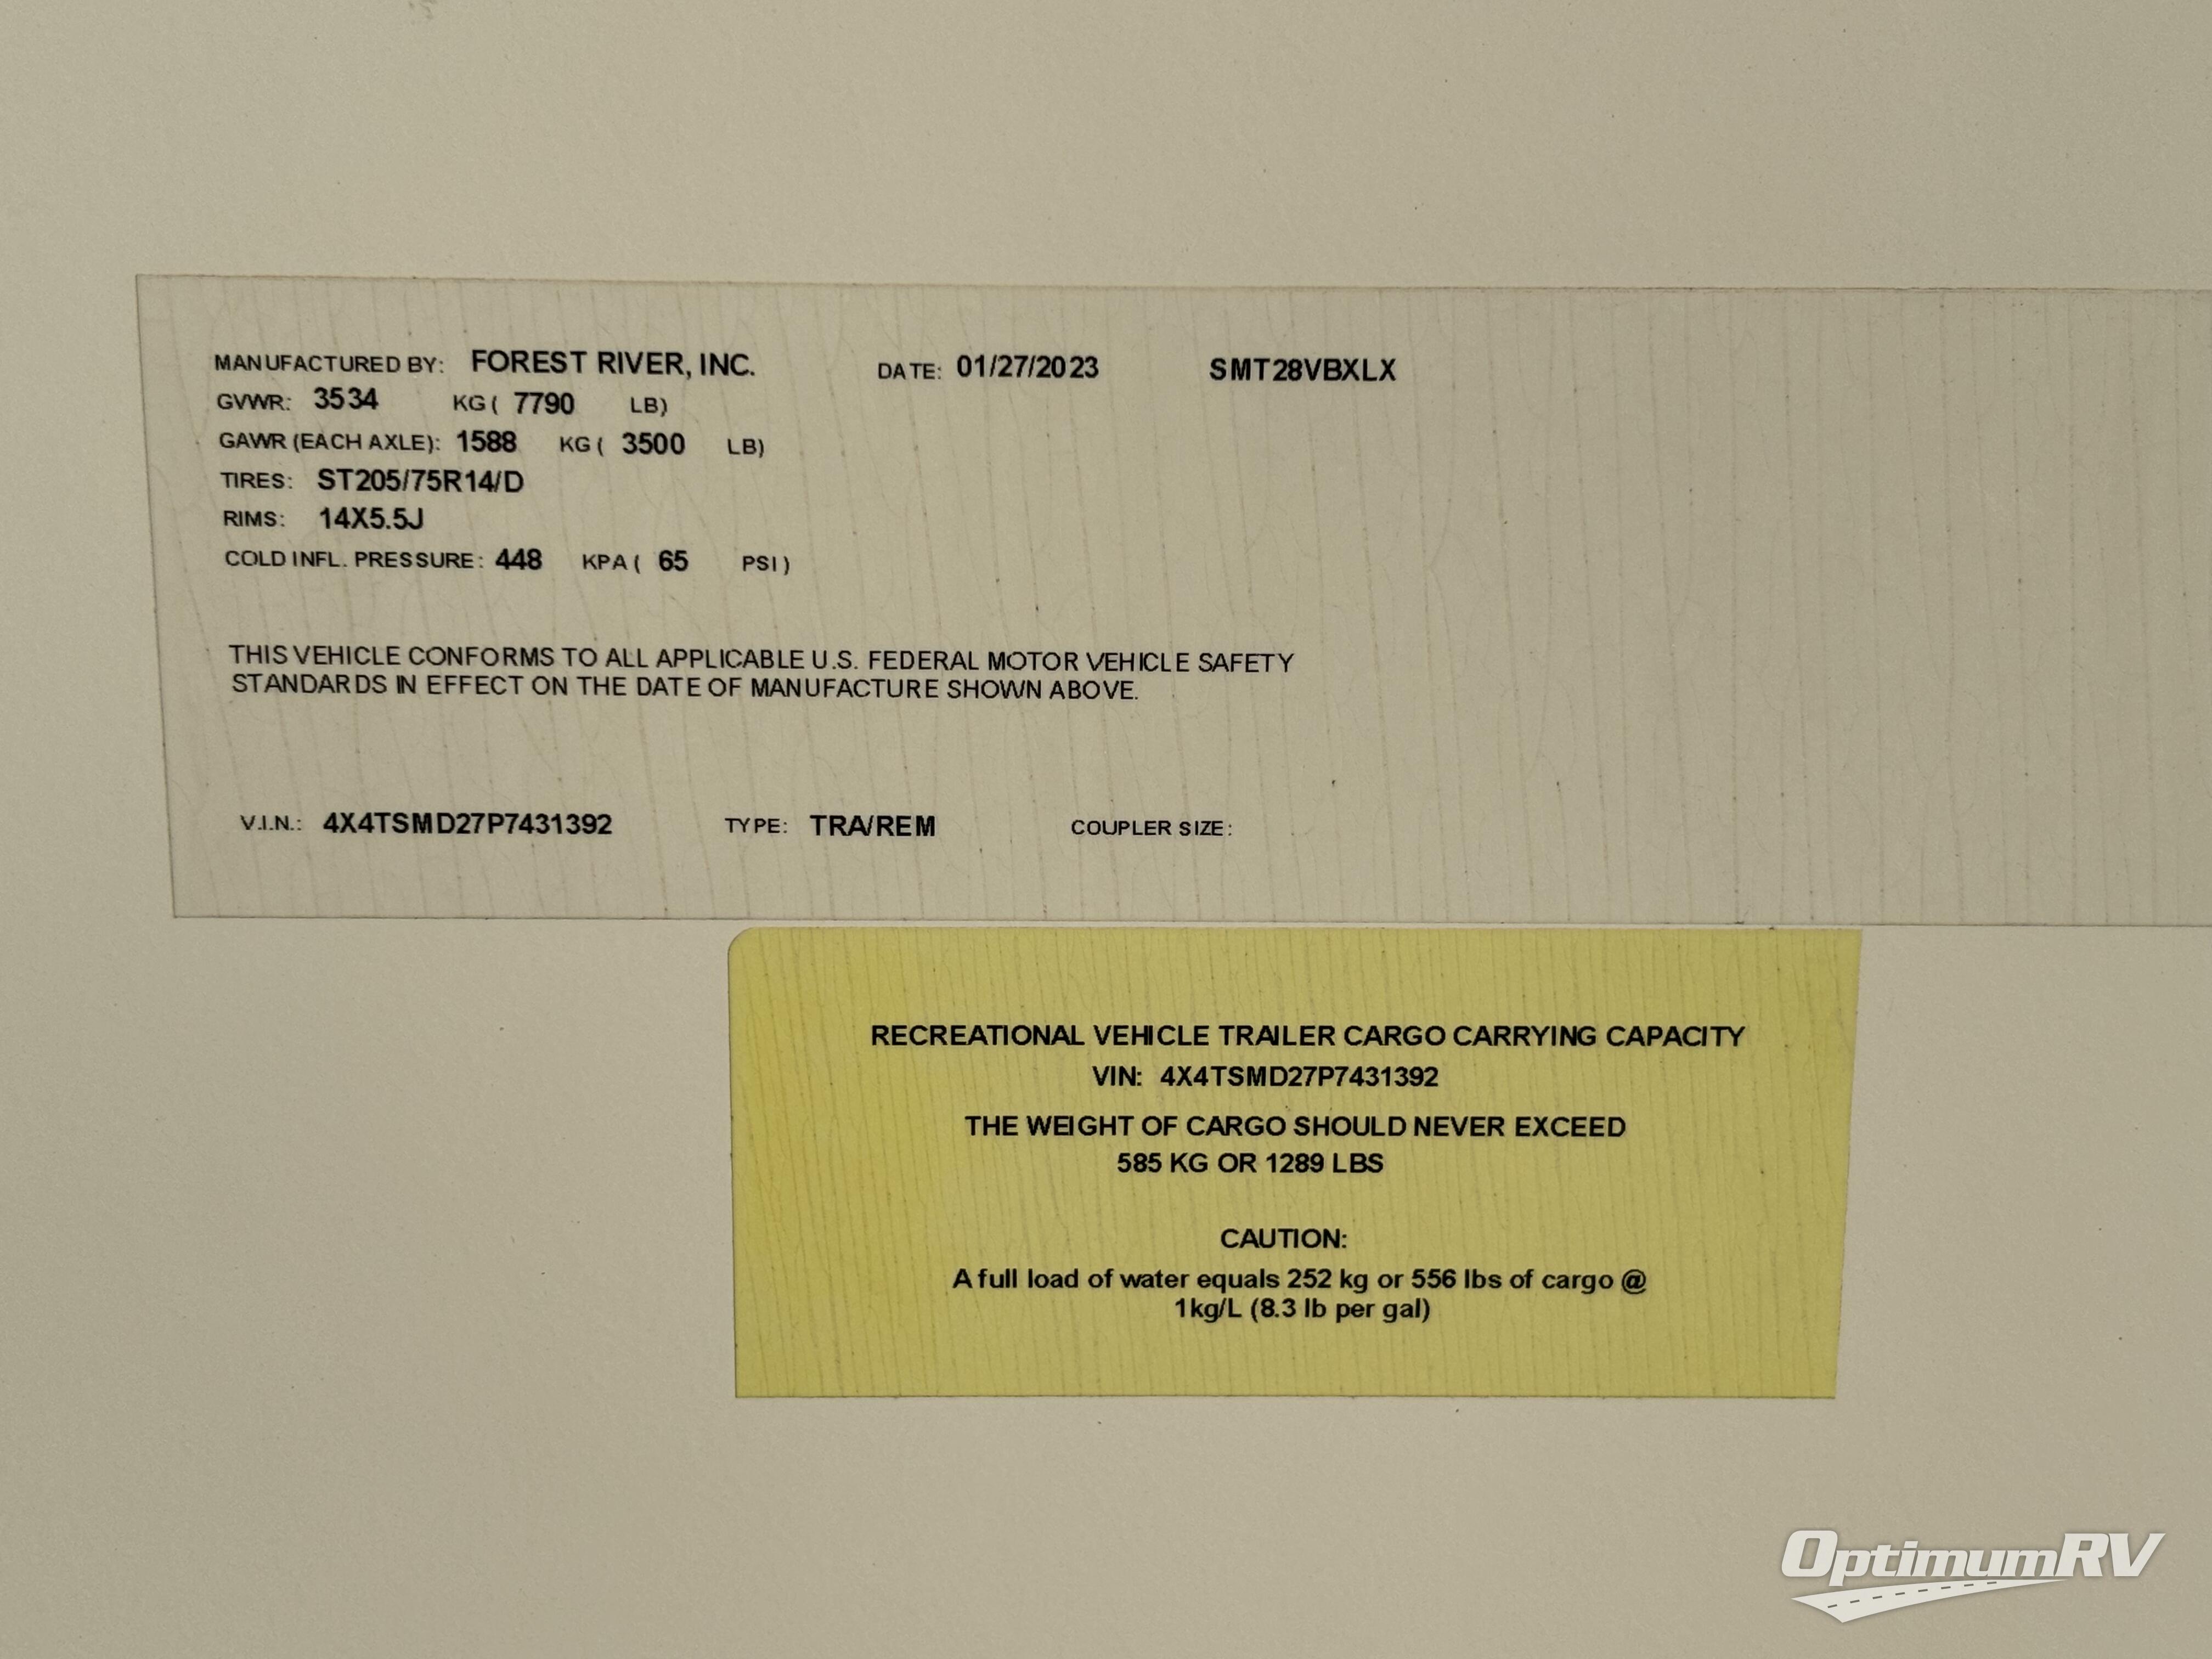 MANUFACTURED BY: FOREST RIVER, INC. DATE: 01/27/2023 SMT28VBXLX
GVWR: 3534 KG ( 7790 LB)
GAWR (EACH AXLE): 1588 KG ( 3500 LB)
TIRES: ST205/75R14/D
RIMS: 14X5.5J
COLD INFL. PRESSURE: 448 KPA ( 65 PSI )
THIS VEHICLE CONFORMS TO ALL APPLICABLE U.S. FEDERAL MOTOR VEHICLE SAFETY
STANDARDS IN EFFECT ON THE DATE OF MANUFACTURE SHOWN ABOVE.
V.I.N.: 4X4TSMD27P7431392 TYPE: TRA/REM COUPLER SIZE:
RECREATIONAL VEHICLE TRAILER CARGO CARRYING CAPACITY
VIN: 4X4TSMD27P7431392
THE WEIGHT OF CARGO SHOULD NEVER EXCEED
585 KG OR 1289 LBS
CAUTION:
A full load of water equals 252 kg or 556 lbs of cargo @
1kg/L (8.3 lb per gal)
OptimumRV